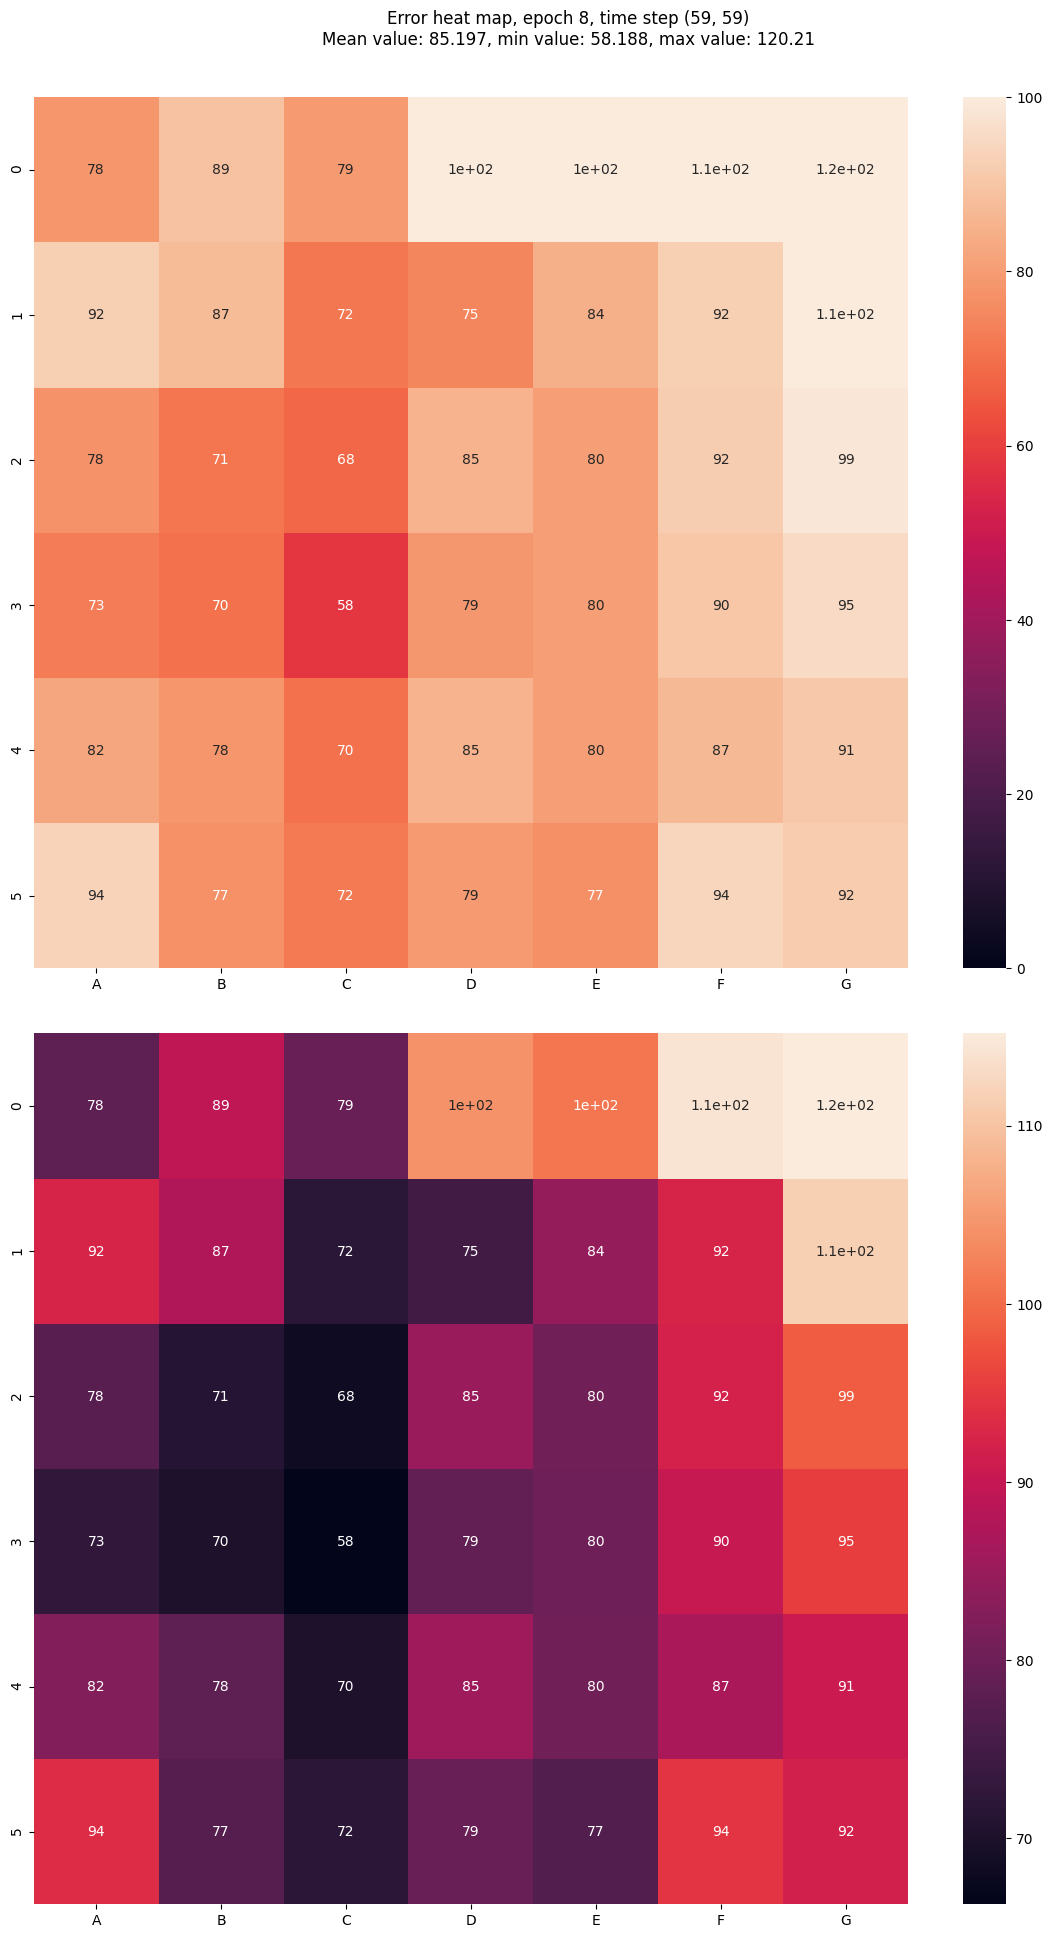 Error heat map, epoch 8, time step (59, 59)
Mean value: 85.197, min value: 58.188, max value: 120.21
100
0 78 89 79 1e+02 1e+02 1.1e+02 1.2e+02
80
1 92 87 72 75 84 92 1.1e+02
2 78 71 68 85 80 92 99
60
3 73 70 58 79 80 90 95
40
4 82 78 70 85 80 87 91
20
5 94 77 72 79 77 94 92
0
A B C D E F G
0 78 89 79 1e+02 1e+02 1.1e+02 1.2e+02
110
1 92 87 72 75 84 92 1.1e+02
100
2 78 71 68 85 80 92 99
90
3 73 70 58 79 80 90 95
80
4 82 78 70 85 80 87 91
5 94 77 72 79 77 94 92
70
A B C D E F G